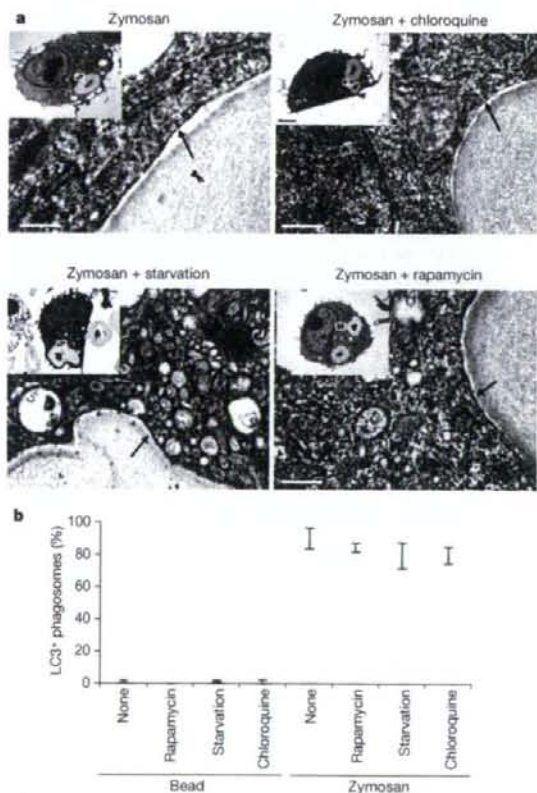 a
Zymosan
Zymosan + chloroquine
Zymosan + starvation
Zymosan + rapamycin
b
LC3+ phagosomes (%)
100
80
60
40
20
0
None
Rapamycin
Starvation
Chloroquine
None
Rapamycin
Starvation
Chloroquine
Bead
Zymosan